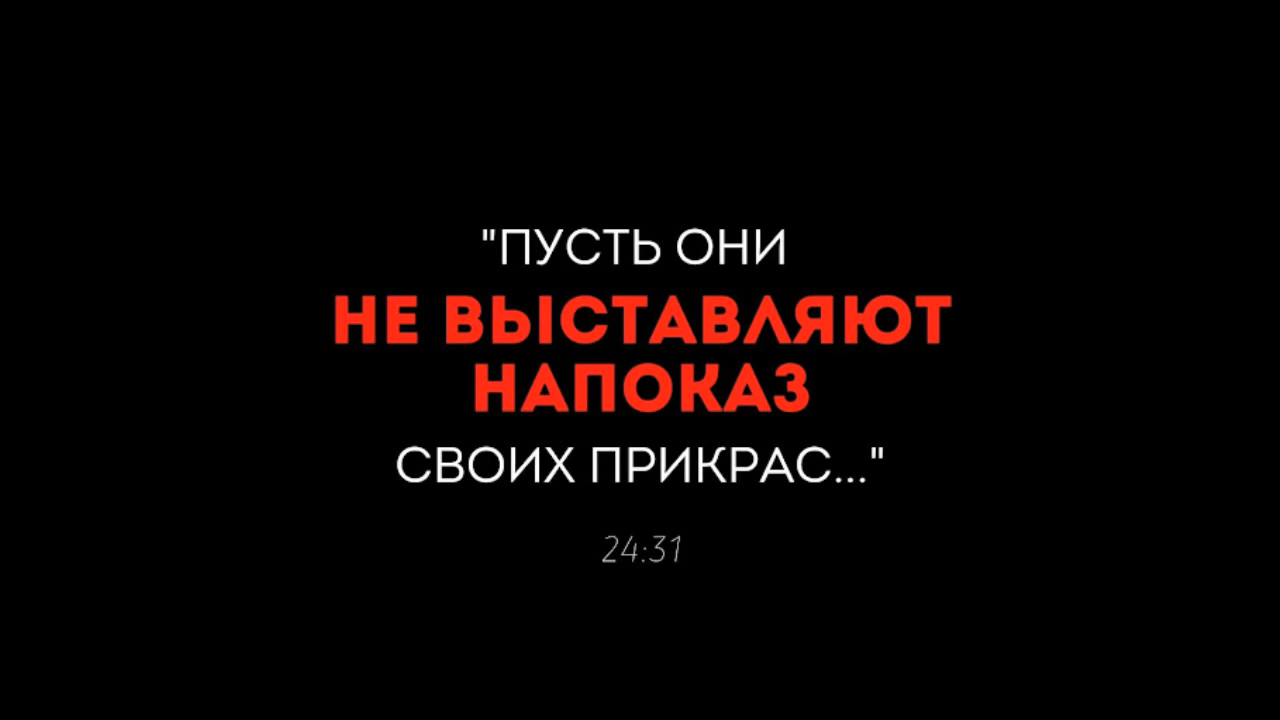 "ПУСТЬ ОНИ
НЕ ВЫСТАВЛЯЮТ
НАПОКАЗ
СВОИХ ПРИКРАС..."
24:31